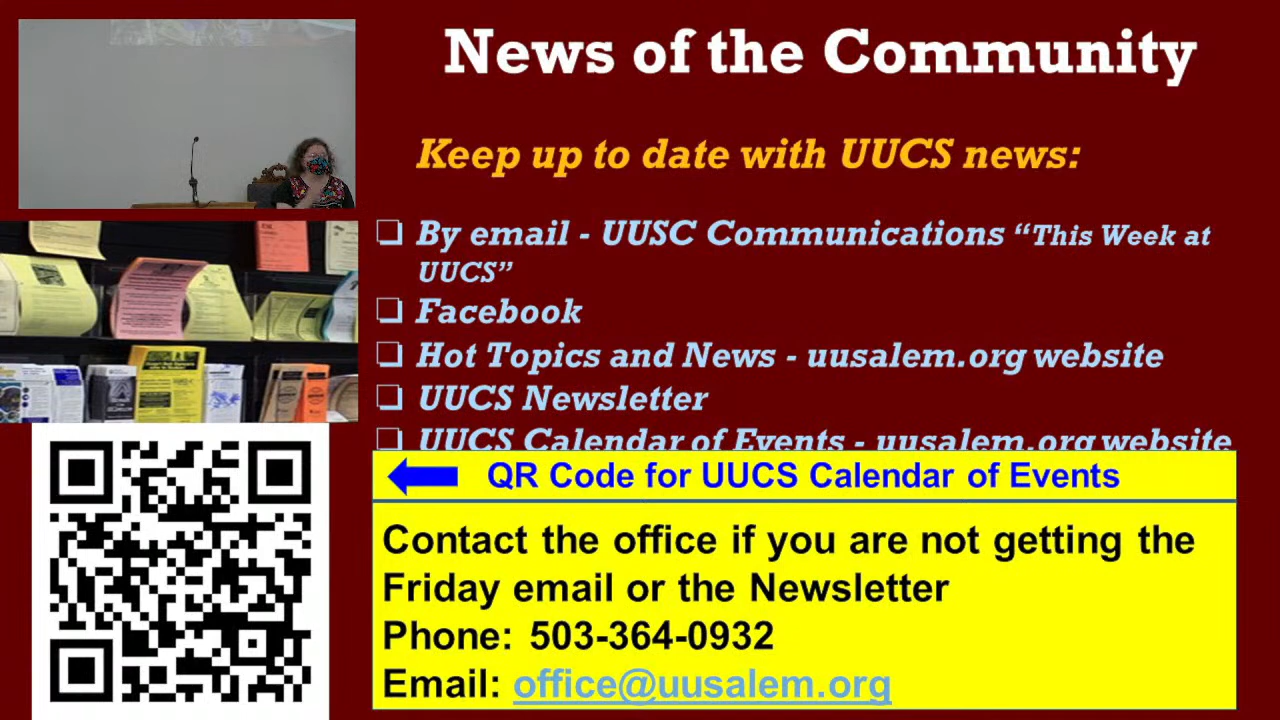 News of the Community
Keep up to date with UUCS news:
❏ By email - UUSC Communications “This Week at
UUCS”
❏ Facebook
❏ Hot Topics and News - uusalem.org website
❏ UUCS Newsletter
❏ UUCS Calendar of Events - uusalem.org website
QR Code for UUCS Calendar of Events
Contact the office if you are not getting the
Friday email or the Newsletter
Phone: 503-364-0932
Email: office@uusalem.org